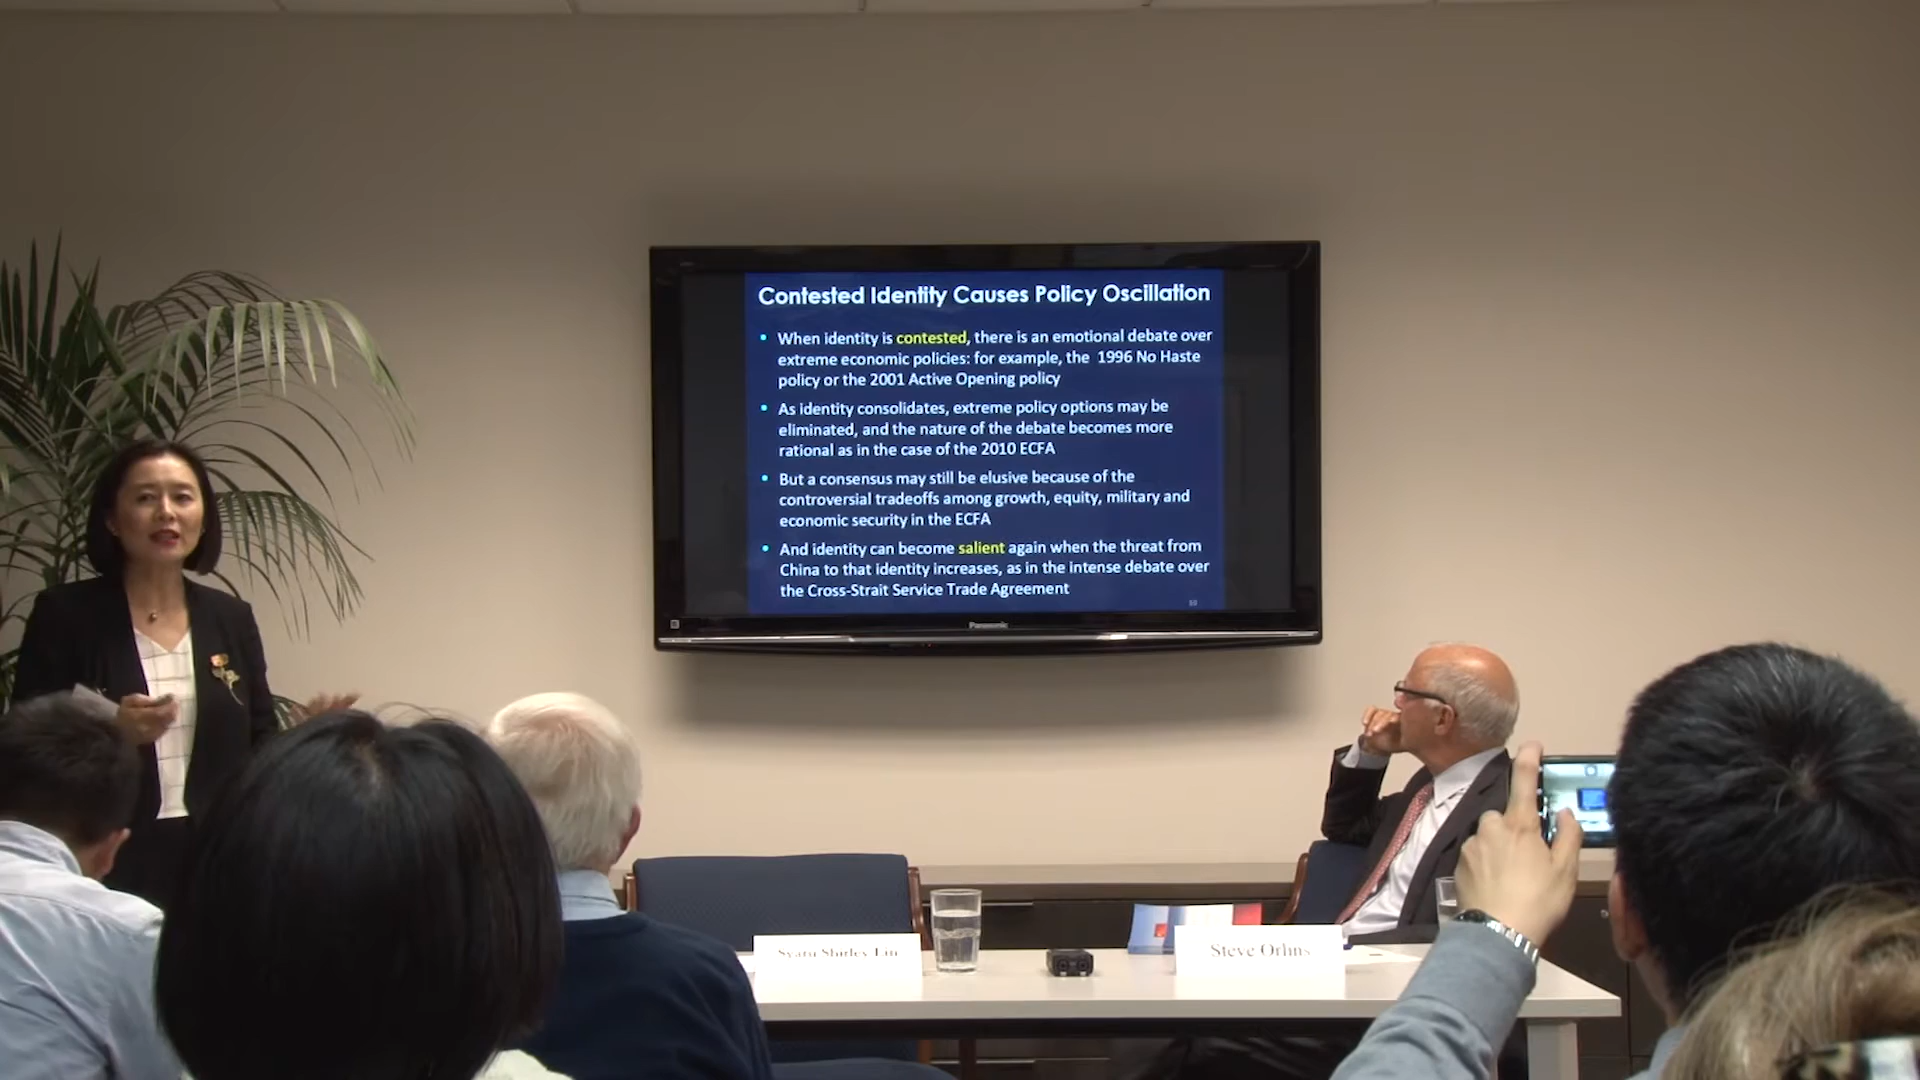 Contested Identity Causes Policy Oscillation
• When identity is contested, there is an emotional debate over
extreme economic policies: for example, the 1996 No Haste
policy or the 2001 Active Opening policy
• As identity consolidates, extreme policy options may be
eliminated, and the nature of the debate becomes more
rational as in the case of the 2010 ECFA
• But a consensus may still be elusive because of the
controversial tradeoffs among growth, equity, military and
economic security in the ECFA
• And identity can become salient again when the threat from
China to that identity increases, as in the intense debate over
the Cross-Strait Service Trade Agreement
Panasonic
Syaru Shirley Lin
Steve Orlins